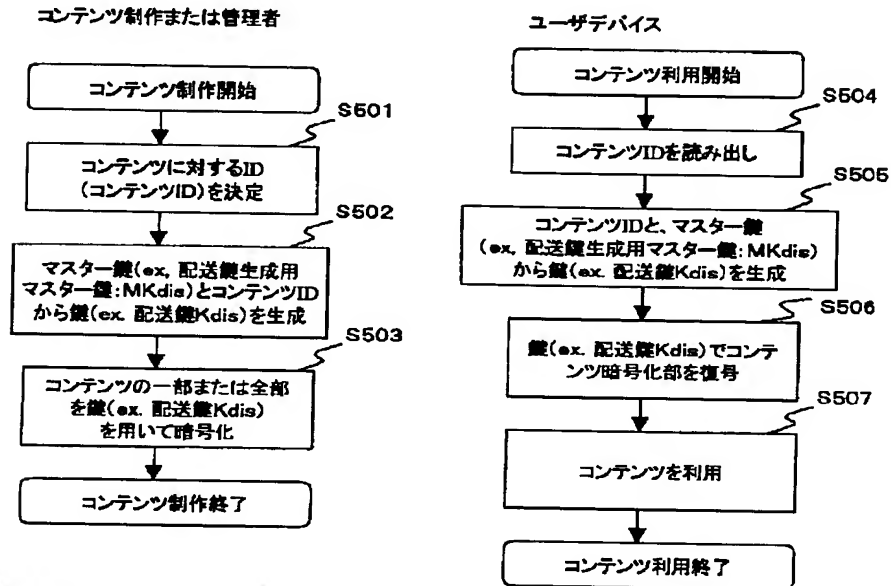 コンテンツ制作または管理者
コンテンツ制作開始
S501
コンテンツに対するID
(コンテンツID)を決定
S502
マスター鍵(ex, 配送鍵生成用
マスター鍵:MKdis)とコンテンツID
から鍵(ex. 配送鍵Kdis)を生成
S503
コンテンツの一部または全部
を鍵(ex. 配送鍵Kdis)
を用いて暗号化
コンテンツ制作終了
ユーザデバイス
コンテンツ利用開始
S504
コンテンツIDを読み出し
S505
コンテンツIDと、マスター鍵
(ex, 配送鍵生成用マスター鍵:MKdis)
から鍵(ex. 配送鍵Kdis)を生成
S506
鍵(ex. 配送鍵Kdis)でコンテ
ンツ暗号化部を復号
S507
コンテンツを利用
コンテンツ利用終了